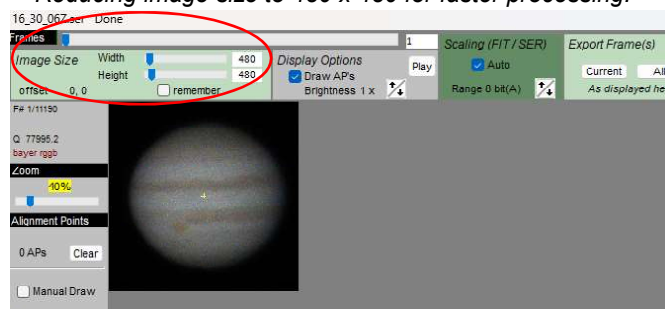 Reducing image size to 480 x 480 for faster processing.
16_30_06Z.ser Done
Frames 1
Image Size Width 480
Height 480
offset 0, 0 remember
Display Options
Draw AP's Play
Brightness 1 x
Scaling (FIT / SER)
Auto
Range 0 bit(A)
Export Frame(s)
Current All
As displayed he
F# 1/11150
Q 77995.2
bayer rggb
Zoom
40%
Alignment Points
0 APs Clear
Manual Draw